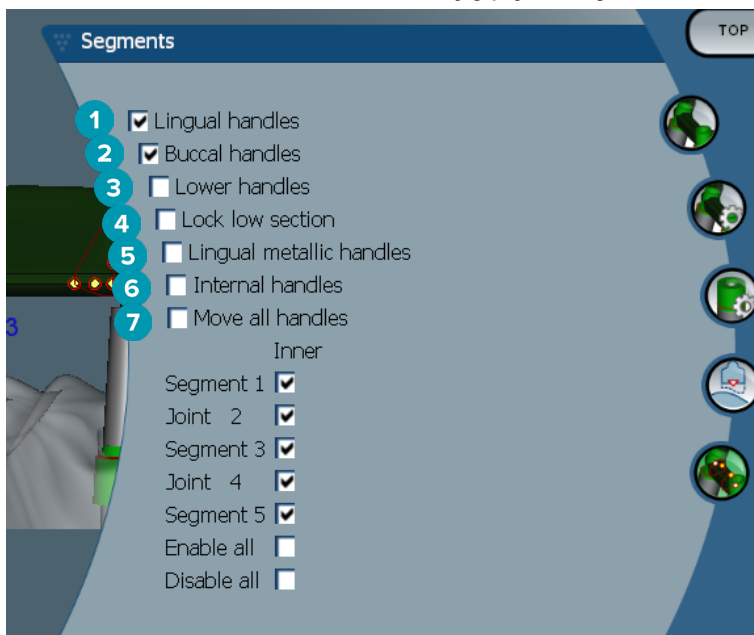 Segments
TOP
1 Lingual handles
2 Buccal handles
3 Lower handles
4 Lock low section
5 Lingual metallic handles
6 Internal handles
7 Move all handles
3
Inner
Segment 1
Joint 2
Segment 3
Joint 4
Segment 5
Enable all
Disable all